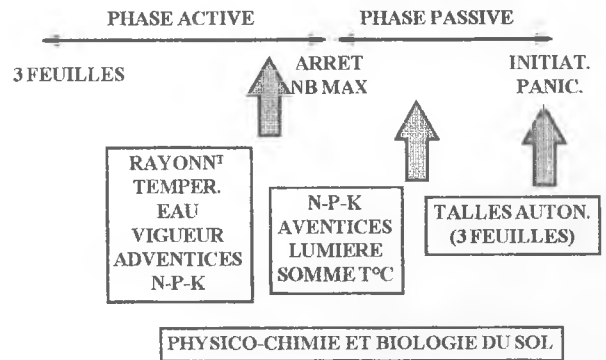 PHASE ACTIVE
PHASE PASSIVE
3 FEUILLES
ARRET
NB MAX
INITIAT.
PANIC.
RAYONNT
TEMPER.
EAU
VIGUEUR
ADVENTICES
N-P-K
N-P-K
AVENTICES
LUMIERE
SOMME T°C
TALLES AUTON.
(3 FEUILLES)
PHYSICO-CHIMIE ET BIOLOGIE DU SOL